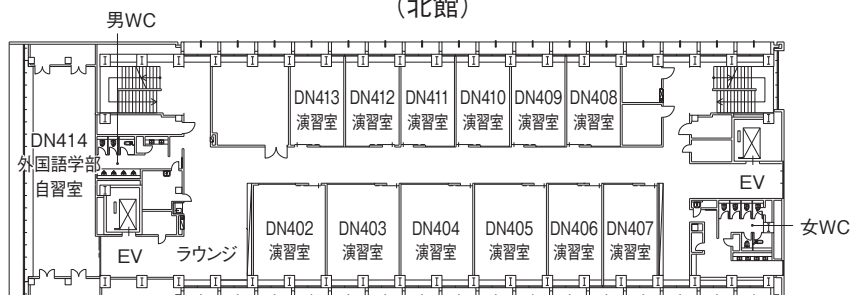 (北館)
男WC
DN413
演習室
DN412
演習室
DN411
演習室
DN410
演習室
DN409
演習室
DN408
演習室
DN414
外国語学部
自習室
EV
DN402
演習室
DN403
演習室
DN404
演習室
DN405
演習室
DN406
演習室
DN407
演習室
女WC
EV
ラウンジ